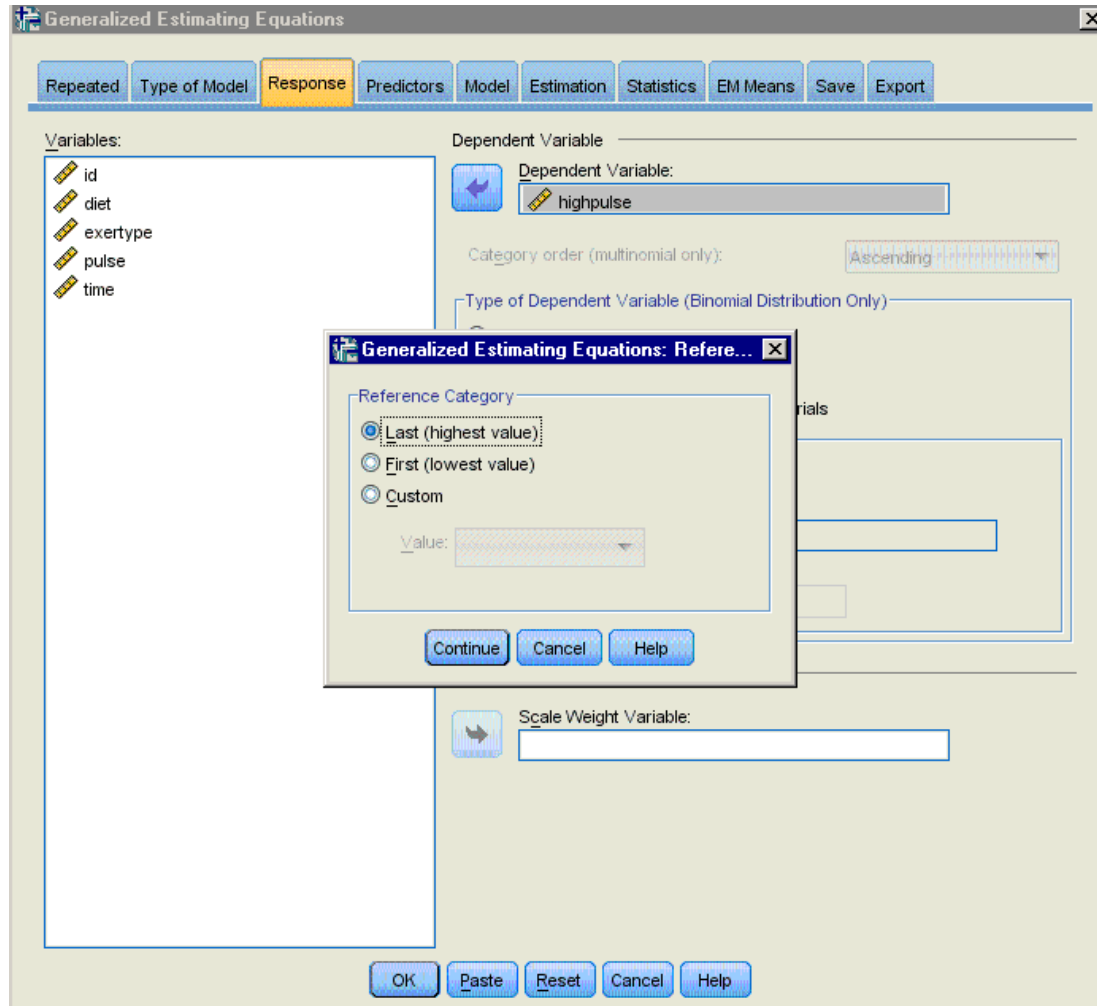 Generalized Estimating Equations
Repeated Type of Model Response Predictors Model Estimation Statistics EM Means Save Export
Variables:
id
diet
exertype
pulse
time
Dependent Variable
Dependent Variable:
highpulse
Category order (multinomial only): Ascending
Type of Dependent Variable (Binomial Distribution Only)
Generalized Estimating Equations: Refere...
Reference Category
Last (highest value)
First (lowest value)
Custom
Value:
Continue Cancel Help
rials
Scale Weight Variable:
OK Paste Reset Cancel Help